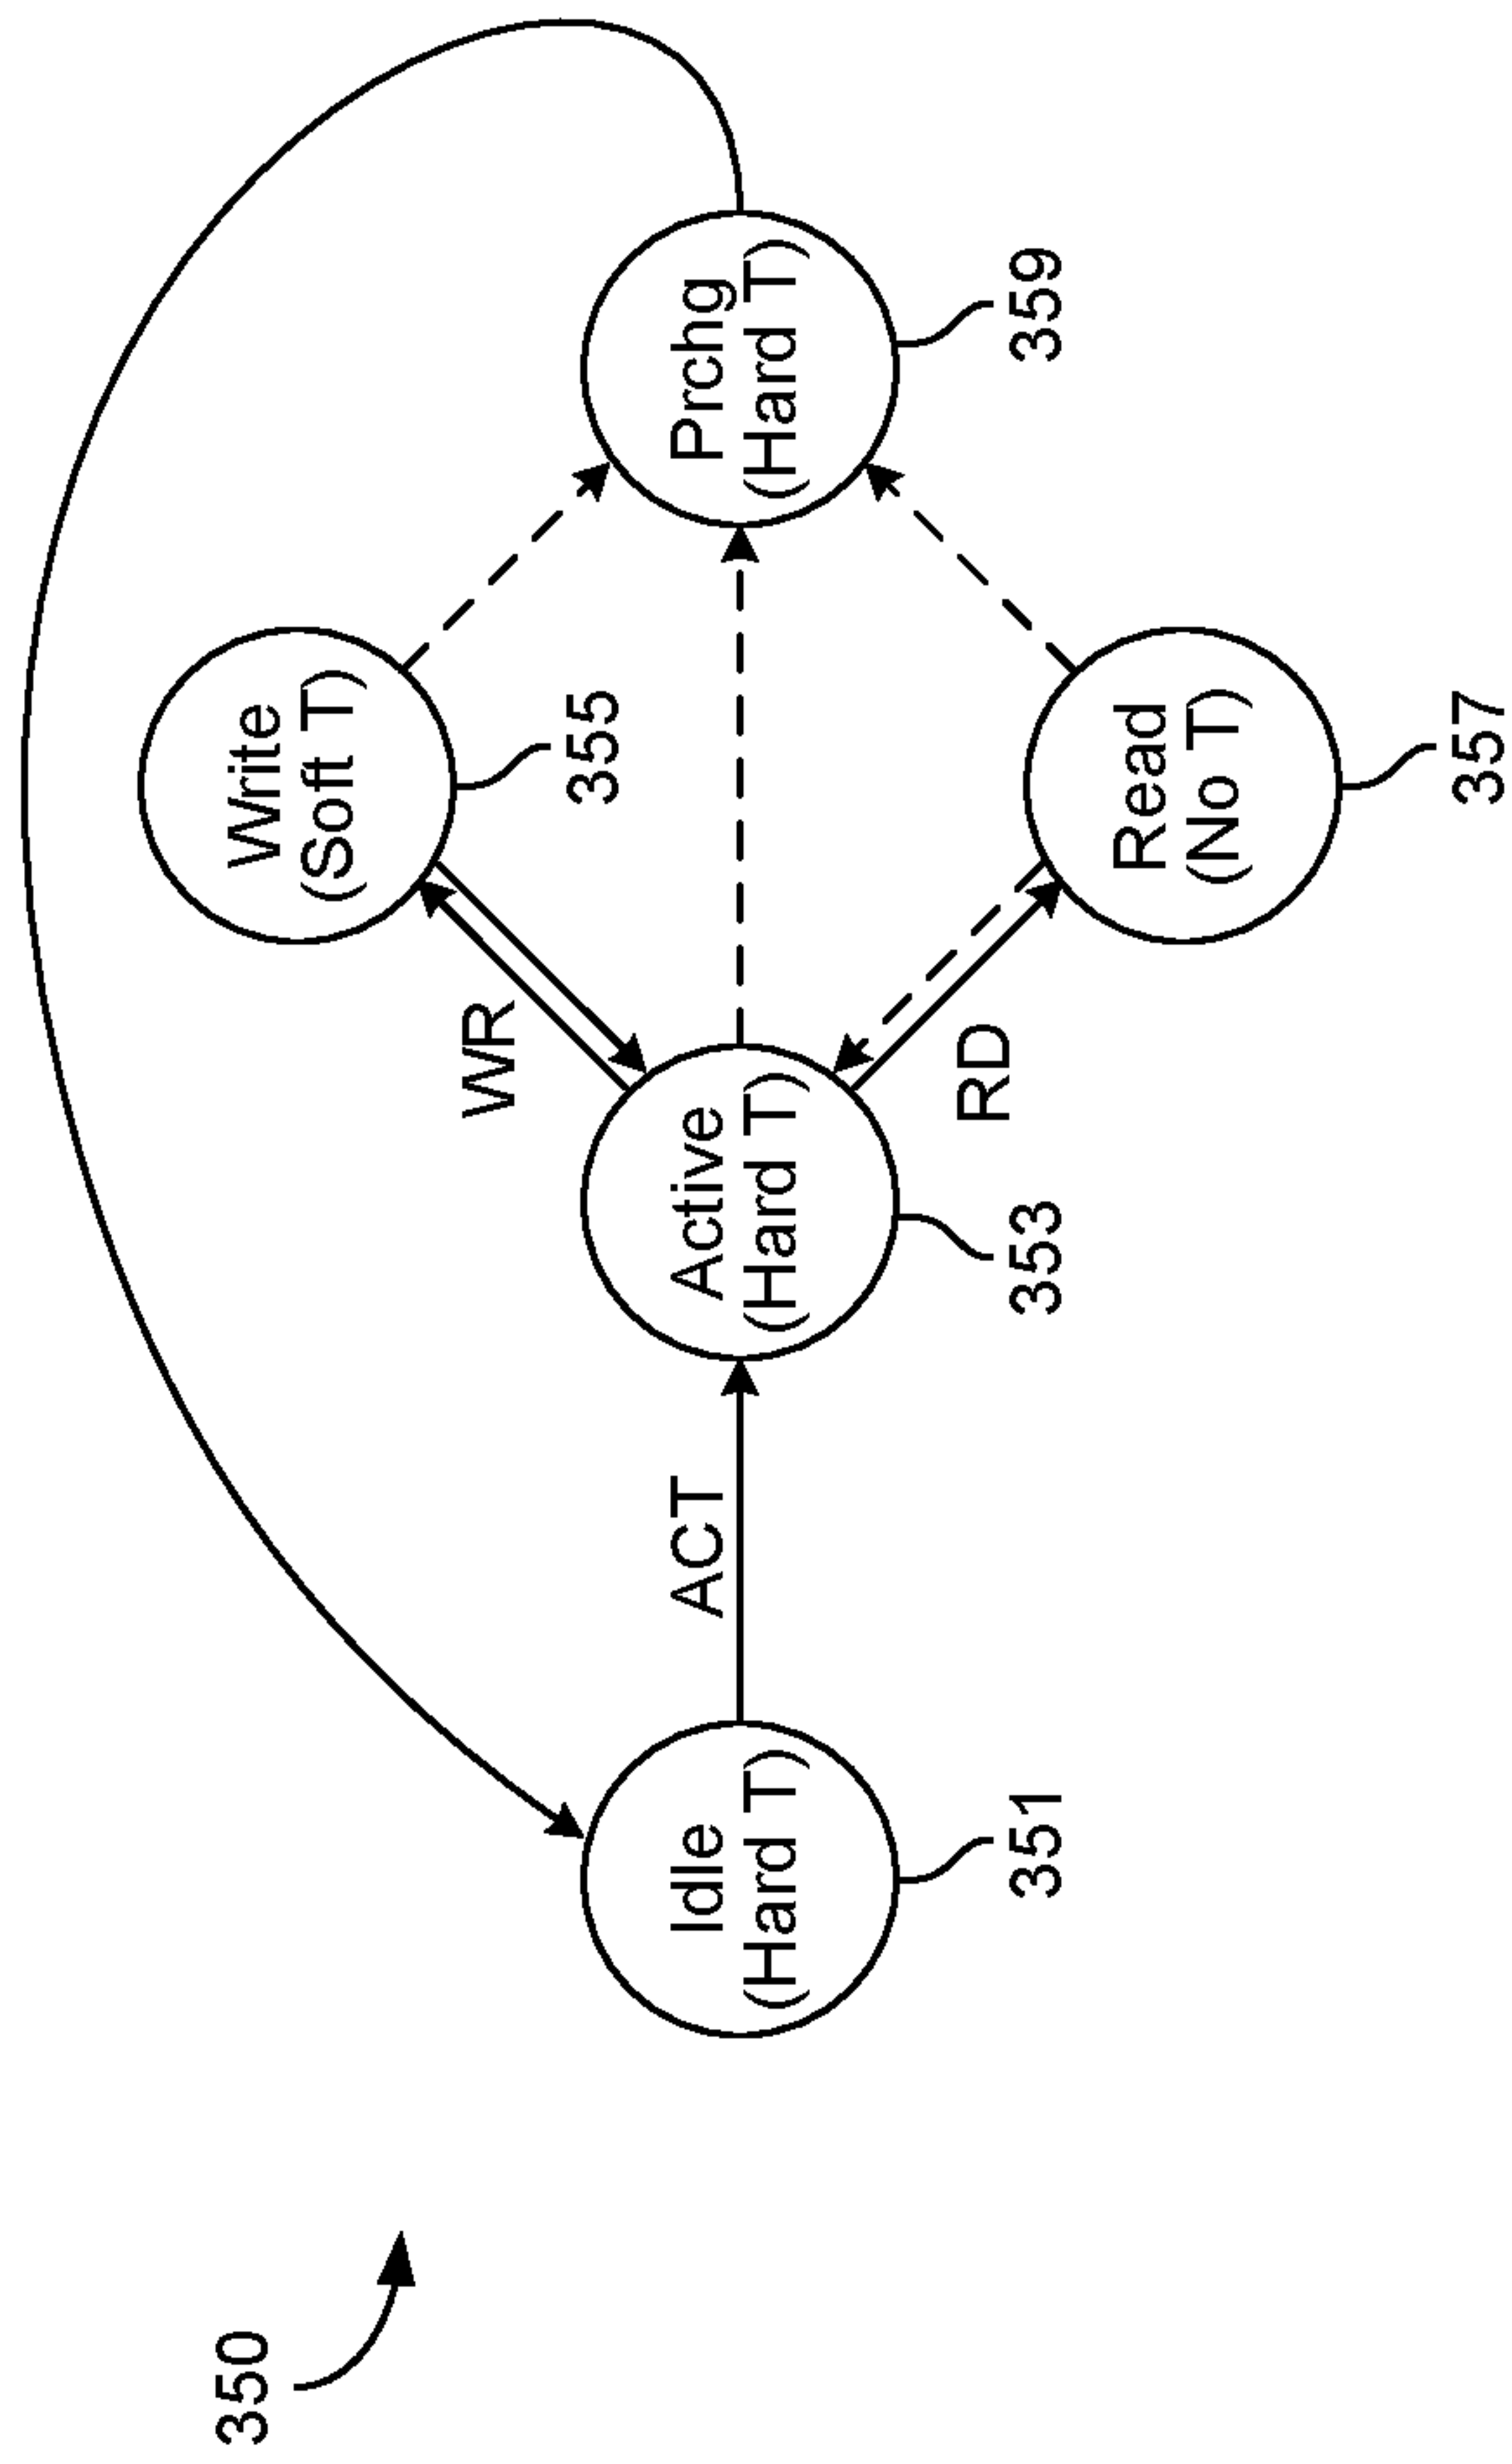 350
Write
(Soft T)
355
WR
Idle
(Hard T)
351
ACT
Active
(Hard T)
353
Prchg
(Hard T)
359
RD
Read
(No T)
357